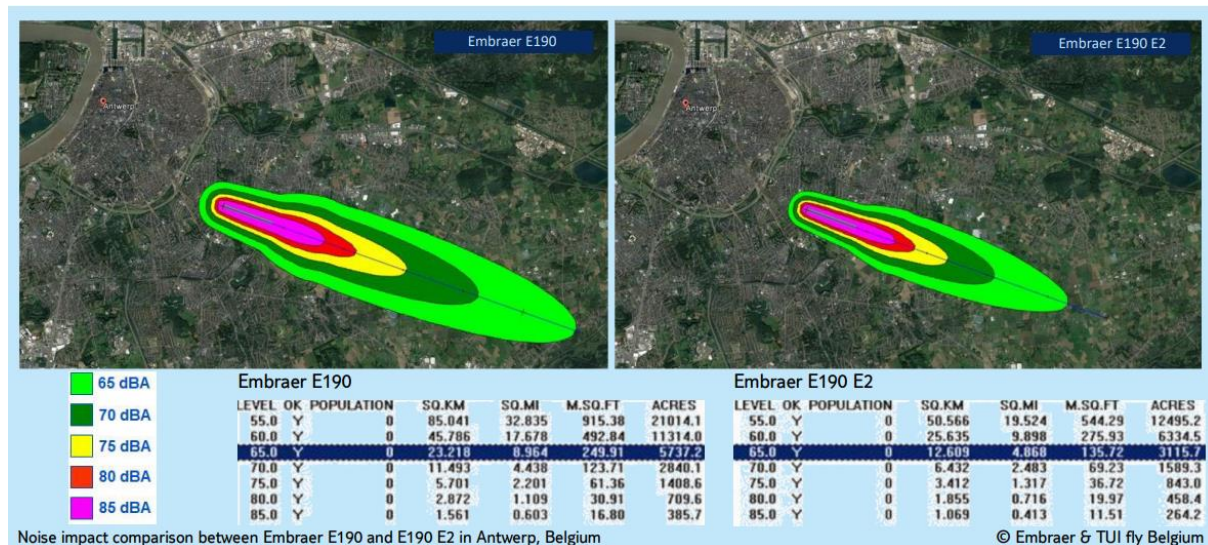 Embraer E190
Embraer E190 E2
Antwerp
Antwerp
65 dBA
70 dBA
75 dBA
80 dBA
85 dBA
Embraer E190
LEVEL OK POPULATION SQ.KM SQ.MI M.SQ.FT ACRES
55.0 Y 0 85.041 32.835 915.38 21014.1
60.0 Y 0 45.786 17.678 492.84 11314.0
65.0 Y 0 23.218 8.964 249.91 5737.2
70.0 Y 0 11.493 4.438 123.71 2840.1
75.0 Y 0 5.701 2.201 61.36 1408.6
80.0 Y 0 2.872 1.109 30.91 709.6
85.0 Y 0 1.561 0.603 16.80 385.7
Embraer E190 E2
LEVEL OK POPULATION SQ.KM SQ.MI M.SQ.FT ACRES
55.0 Y 0 50.566 19.524 544.29 12495.2
60.0 Y 0 25.635 9.898 275.93 6334.5
65.0 Y 0 12.609 4.868 135.72 3115.7
70.0 Y 0 6.432 2.483 69.23 1589.3
75.0 Y 0 3.412 1.317 36.72 843.0
80.0 Y 0 1.855 0.716 19.97 458.4
85.0 Y 0 1.069 0.413 11.51 264.2
Noise impact comparison between Embraer E190 and E190 E2 in Antwerp, Belgium
© Embraer & TUI fly Belgium